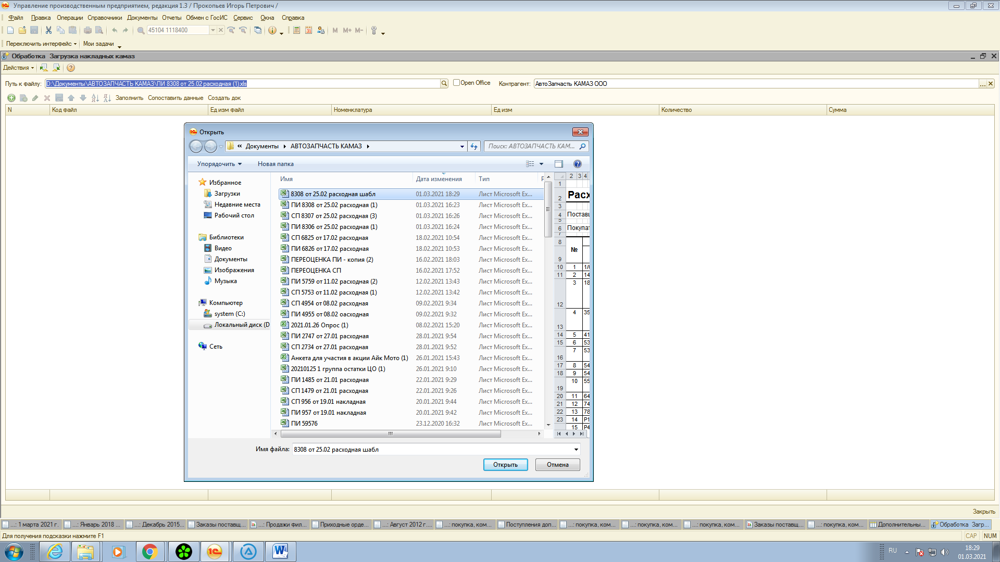 Управление производственным предприятием, редакция 1.3 / Прокопьев Игорь Петрович /
Файл Правка Операции Справочники Документы Отчеты Обмен с ГосИС Сервис Окна Справка
45104 1118400 M M+ M-
Переключить интерфейс Мои задачи
Обработка Загрузка накладных камаз
Действия
Путь к файлу: D:\Документы\АВТОЗАПЧАСТЬ КАМАЗ\ПИ 8308 от 25.02 расходная (1).xls Open Office Контрагент: АвтоЗапчасть КАМАЗ ООО
Заполнить Сопоставить данные Создать док
N Код файл Ед изм файл Номенклатура Ед изм Количество Сумма
Открыть
« Документы АВТОЗАПЧАСТЬ КАМАЗ Поиск: АВТОЗАПЧАСТЬ КАМ...
Упорядочить Новая папка
Избранное
Загрузки
Недавние места
Рабочий стол
Библиотеки
Видео
Документы
Изображения
Музыка
Компьютер
system (C:)
Локальный диск (D
Сеть
Имя Дата изменения Тип Р
8308 от 25.02 расходная шабл 01.03.2021 18:29 Лист Microsoft Ex...
ПИ 8308 от 25.02 расходная (1) 01.03.2021 16:23 Лист Microsoft Ex...
СП 8307 от 25.02 расходная (3) 01.03.2021 16:26 Лист Microsoft Ex...
ПИ 8306 от 25.02 расходная (1) 01.03.2021 16:24 Лист Microsoft Ex...
СП 6825 от 17.02 расходная 18.02.2021 10:54 Лист Microsoft Ex...
ПИ 6826 от 17.02 расходная 18.02.2021 10:53 Лист Microsoft Ex...
ПЕРЕОЦЕНКА ПИ - копия (2) 16.02.2021 18:03 Лист Microsoft Ex...
ПЕРЕОЦЕНКА СП 16.02.2021 17:52 Лист Microsoft Ex...
ПИ 5759 от 11.02 расходная (2) 12.02.2021 13:43 Лист Microsoft Ex...
СП 5753 от 11.02 расходная (1) 12.02.2021 13:42 Лист Microsoft Ex...
СП 4954 от 08.02 расходная 09.02.2021 9:34 Лист Microsoft Ex...
ПИ 4955 от 08.02 оасходная 09.02.2021 9:32 Лист Microsoft Ex...
2021.01.26 Опрос (1) 08.02.2021 15:20 Лист Microsoft Ex...
ПИ 2747 от 27.01 расходная 28.01.2021 9:54 Лист Microsoft Ex...
СП 2734 от 27.01 расходная 28.01.2021 9:52 Лист Microsoft Ex...
Анкета для участия в акции Айк Мото (1) 26.01.2021 15:43 Лист Microsoft Ex...
20210125 1 группа остатки ЦО (1) 26.01.2021 9:10 Лист Microsoft Ex...
ПИ 1485 от 21.01 расходная 22.01.2021 9:29 Лист Microsoft Ex...
СП 1479 от 21.01 расходная 22.01.2021 9:26 Лист Microsoft Ex...
СП 956 от 19.01 накладная 20.01.2021 9:44 Лист Microsoft Ex...
ПИ 957 от 19.01 накладная 20.01.2021 9:42 Лист Microsoft Ex...
ПИ 59576 23.12.2020 16:32 Лист Microsoft Ex...
2 3 4
1
2 Расх
3
4 Постав
5
6 Покупат
7
8
9 №
10 1 1/
11 2 14
12 3 18
13 4 35
14 5 41
15 6 53
16 7 53
17 8 54
18 9 54
19 10 55
20 11 64
21 12 74
22 13 78
23 14 Р1
15 Р4
Имя файла: 8308 от 25.02 расходная шабл
Открыть Отмена
Закрыть
...: 1 марта 2021 г. ...: Январь 2018 ... ...: Декабрь 2015... Заказы поставщ... ...: Продажи фил... Приходные орде... ...: Август 2012 г.... ...: покупка, ком... Поступления доп... ...: покупка, ком... ...: покупка, ком... ...: покупка, ком... Заказы поставщ... ...: покупка, ком... Дополнительны... Обработка Загр...
Для получения подсказки нажмите F1 CAP NUM
RU 18:29
01.03.2021